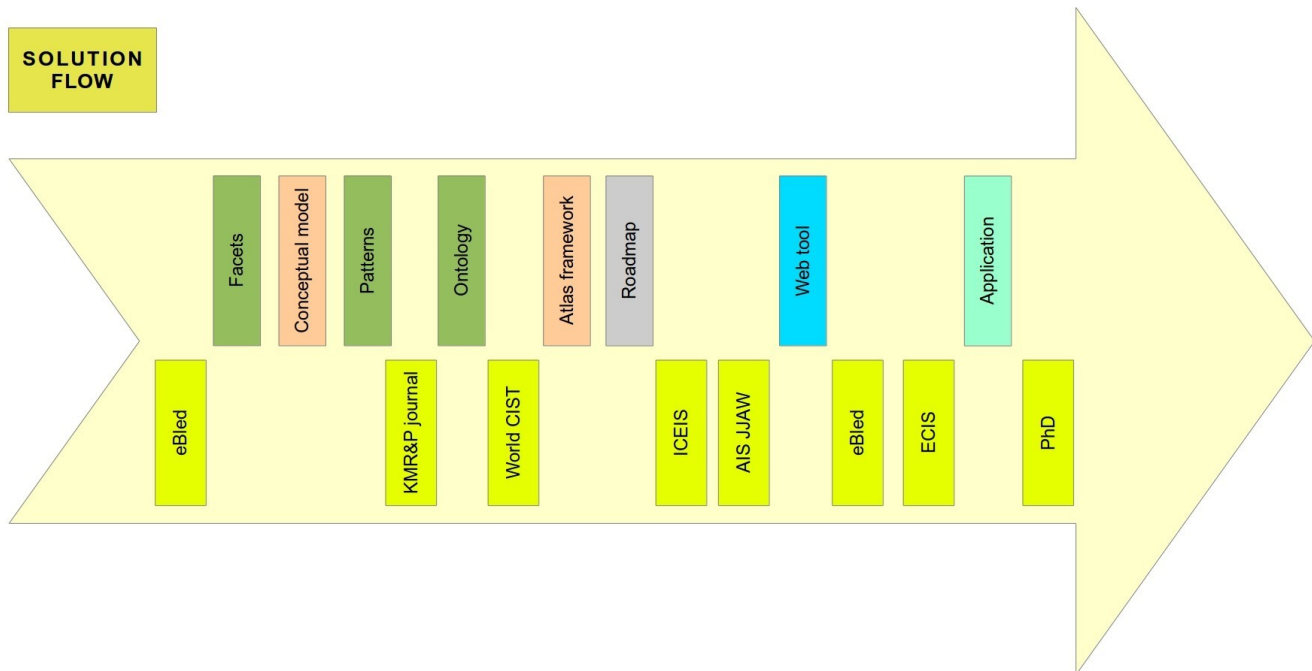 SOLUTION
FLOW
Facets
Conceptual model
Patterns
Ontology
Atlas framework
Roadmap
Web tool
Application
eBled
KMR&P journal
World CIST
ICEIS
AIS JJAW
eBled
ECIS
PhD